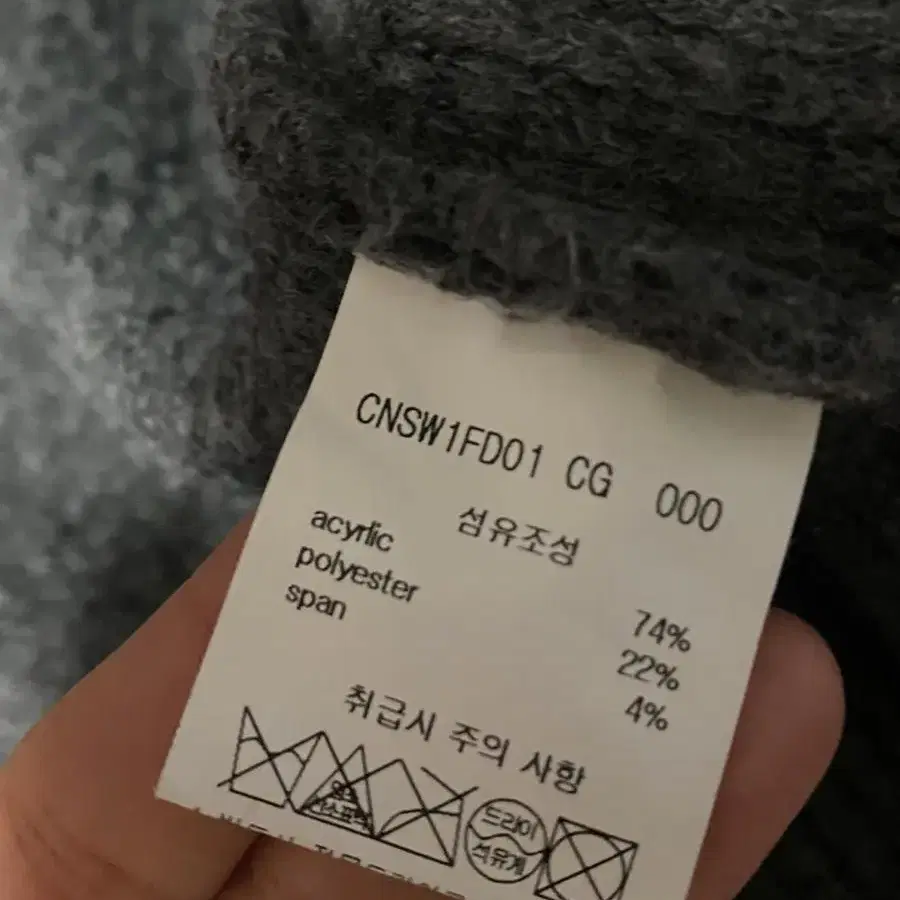 CNSW1FD01 CG 000
섬유조성
acyrlic 74%
polyester 22%
span 4%
취급시 주의 사항
드라이
석유계